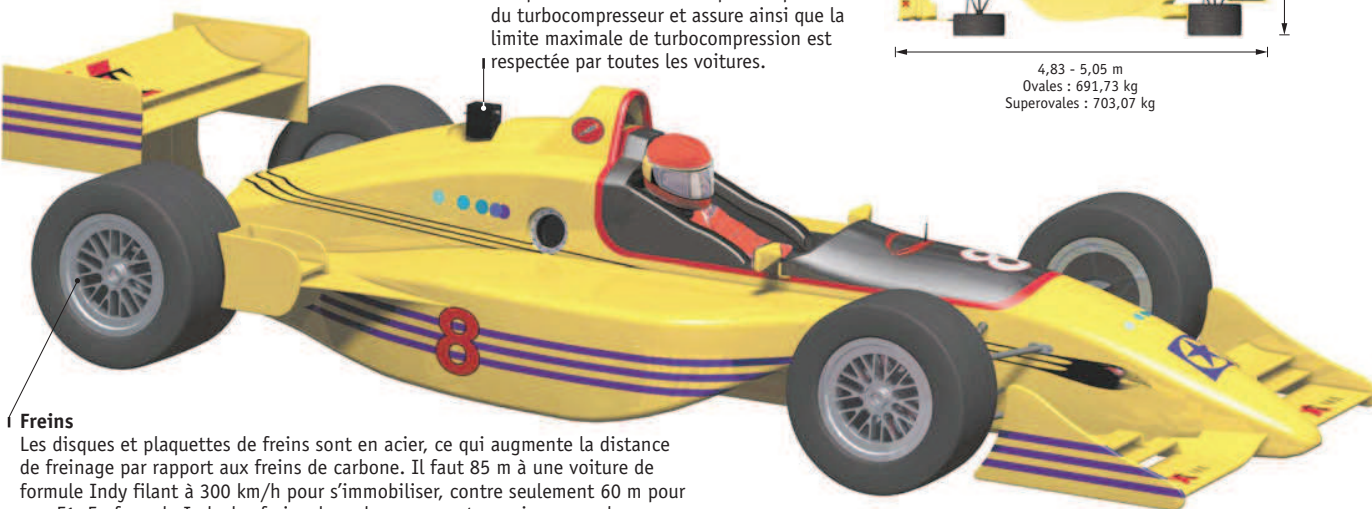 du turbocompresseur et assure ainsi que la
limite maximale de turbocompression est
respectée par toutes les voitures.
4,83 - 5,05 m
Ovales : 691,73 kg
Superovales : 703,07 kg
8
8
Freins
Les disques et plaquettes de freins sont en acier, ce qui augmente la distance
de freinage par rapport aux freins de carbone. Il faut 85 m à une voiture de
formule Indy filant à 300 km/h pour s’immobiliser, contre seulement 60 m pour